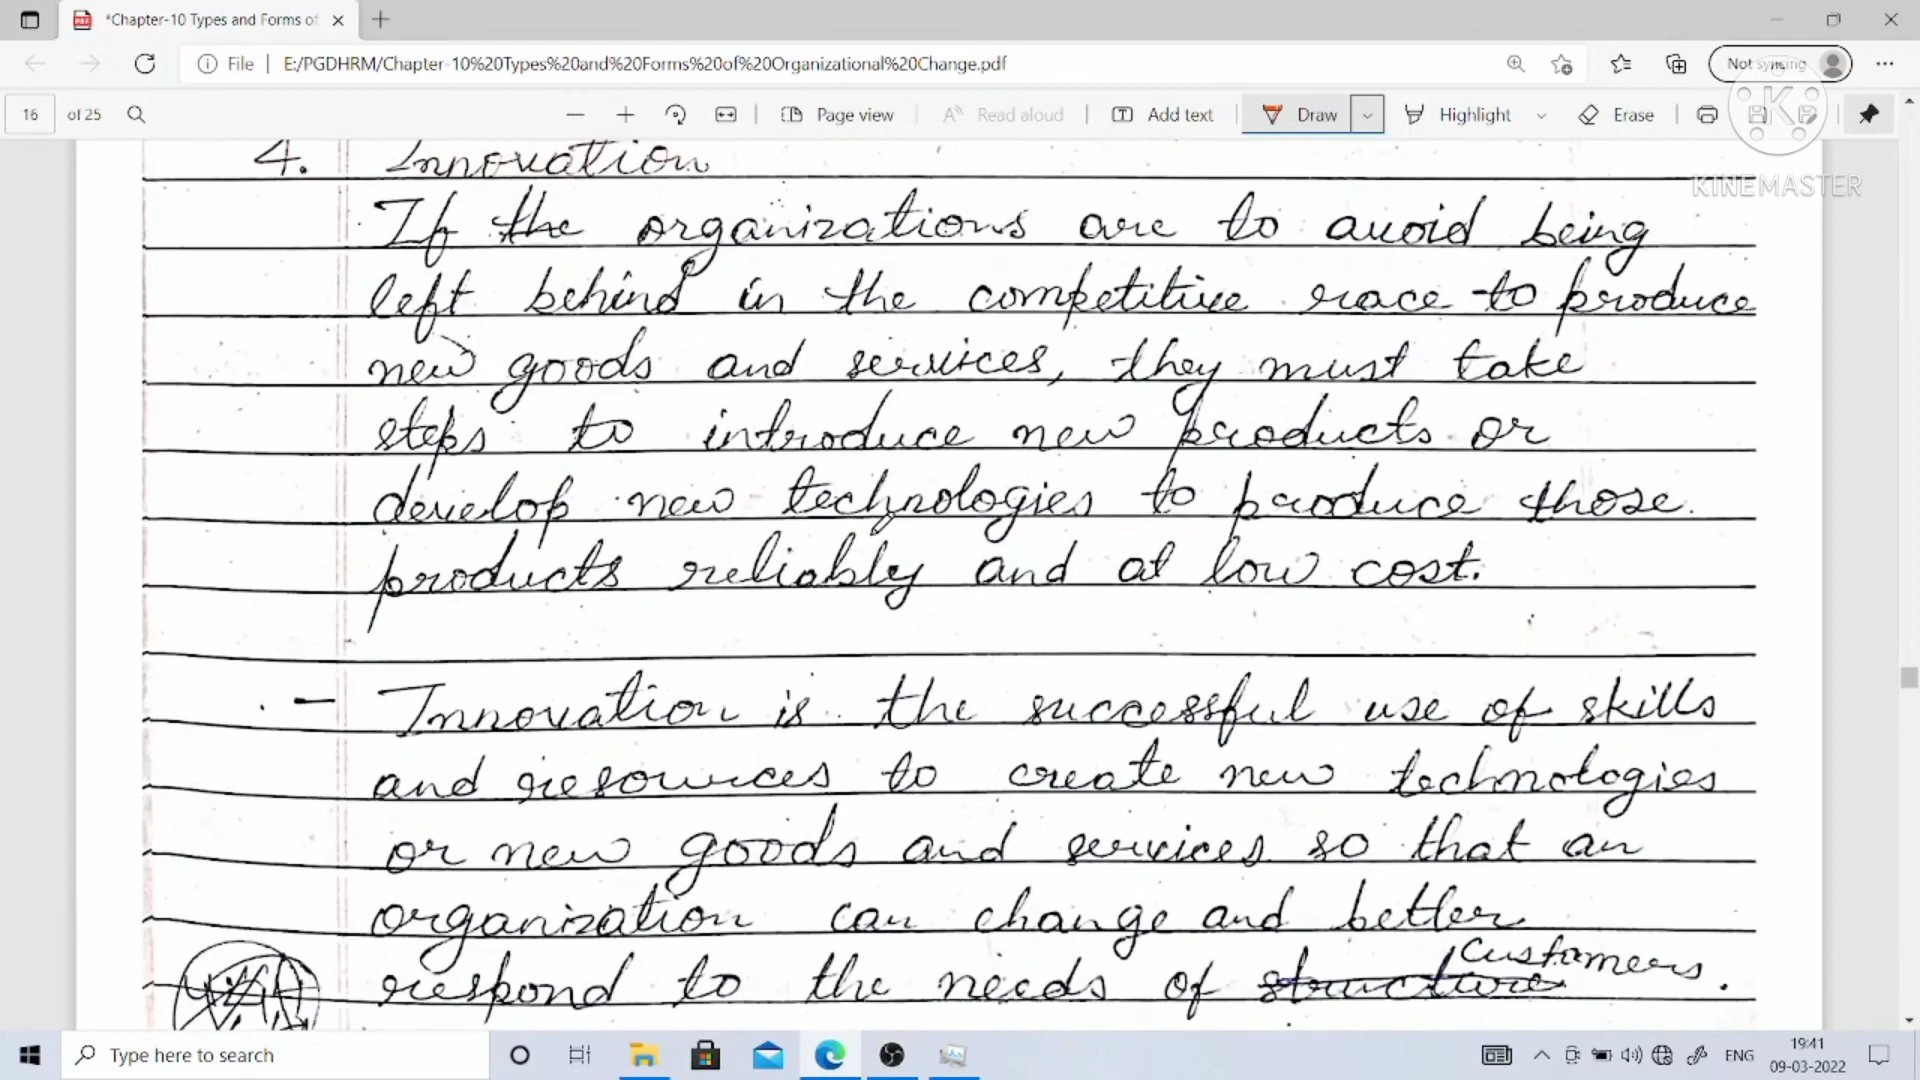 *Chapter-10 Types and Forms of
File | E:/PGDHRM/Chapter-10%20Types%20and%20Forms%20of%20Organizational%20Change.pdf
Not syncing
16 of 25
Page view
Read aloud
Add text
Draw
Highlight
Erase
KINEMASTER
4. Innovation
If the organizations are to avoid being
left behind in the competitive race to produce
new goods and services, they must take
steps to introduce new products or
develop new technologies to produce those
products reliably and at low cost.
- Innovation is the successful use of skills
and resources to create new technologies
or new goods and services so that an
organization can change and better
respond to the needs of structure customers.
Type here to search
ENG
19:41
09-03-2022